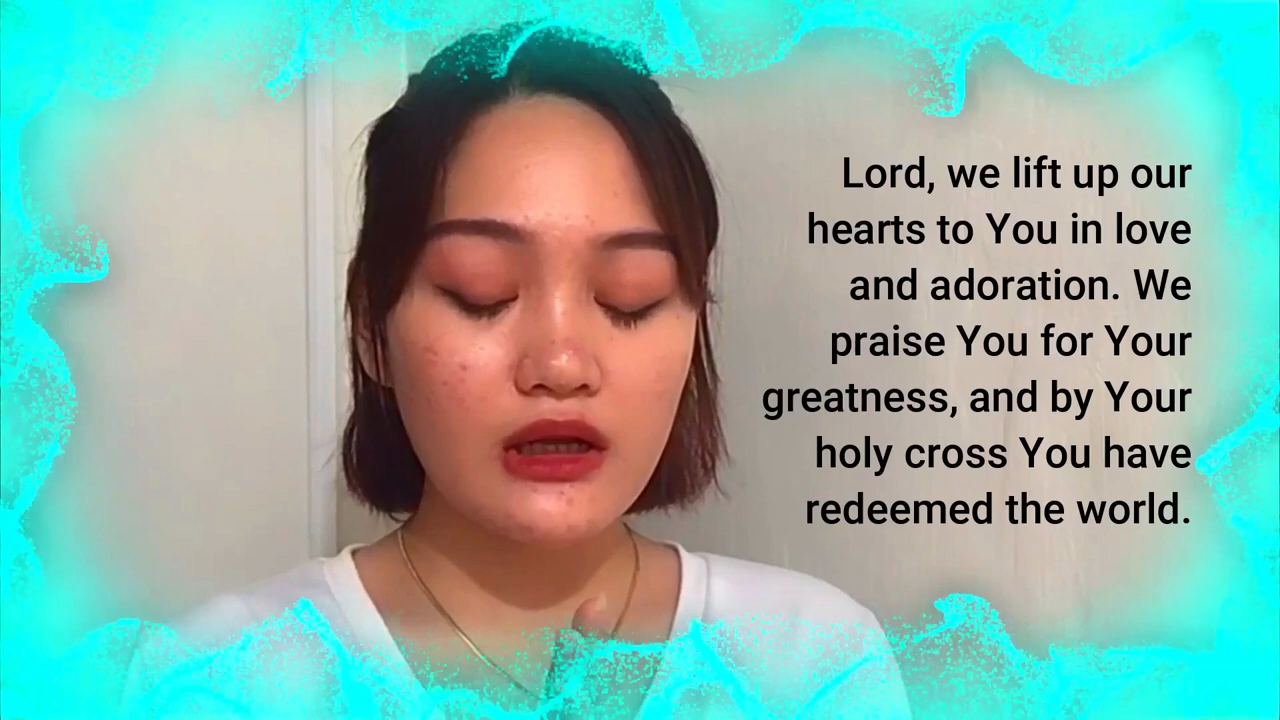 Lord, we lift up our
hearts to You in love
and adoration. We
praise You for Your
greatness, and by Your
holy cross You have
redeemed the world.